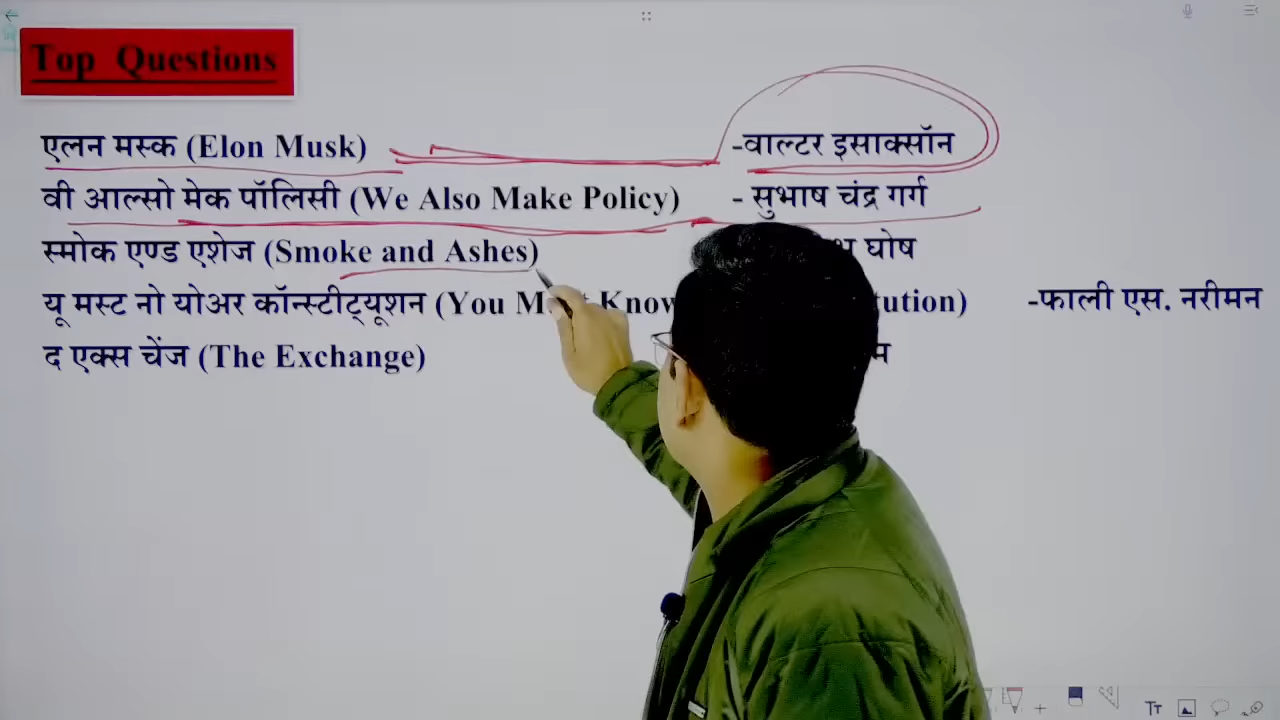 Top Questions
एलन मस्क (Elon Musk) -वाल्टर इसाक्सॉन
वी आल्सो मेक पॉलिसी (We Also Make Policy) - सुभाष चंद्र गर्ग
स्मोक एण्ड एशेज (Smoke and Ashes) घोष
यू मस्ट नो योअर कॉन्स्टीट्यूशन (You Know -फाली एस. नरीमन
द एक्स चेंज (The Exchange)